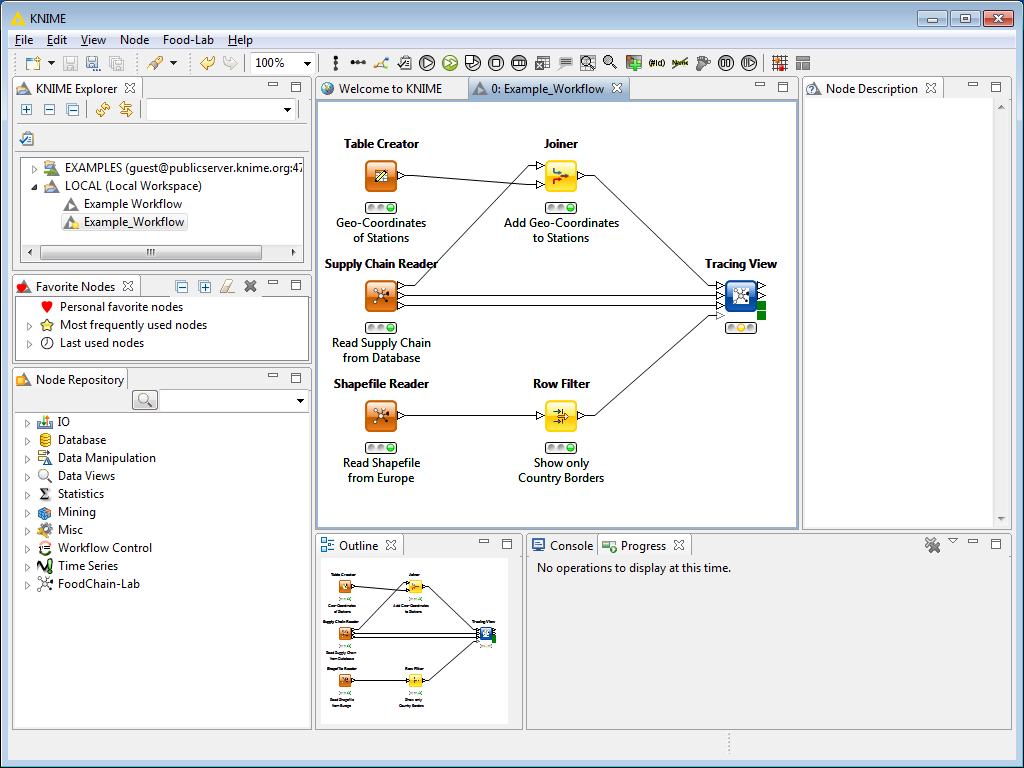 KNIME
File Edit View Node Food-Lab Help
100%
KNIME Explorer
EXAMPLES (guest@publicserver.knime.org:47
LOCAL (Local Workspace)
Example Workflow
Example_Workflow
Favorite Nodes
Personal favorite nodes
Most frequently used nodes
Last used nodes
Node Repository
IO
Database
Data Manipulation
Data Views
Statistics
Mining
Misc
Workflow Control
Time Series
FoodChain-Lab
Welcome to KNIME
0: Example_Workflow
Table Creator
Geo-Coordinates
of Stations
Joiner
Add Geo-Coordinates
to Stations
Supply Chain Reader
Read Supply Chain
from Database
Tracing View
Shapefile Reader
Read Shapefile
from Europe
Row Filter
Show only
Country Borders
Node Description
Outline
Table Creator
Geo-Coordinates
of Stations
Joiner
Add Geo-Coordinates
to Stations
Supply Chain Reader
Read Supply Chain
from Database
Tracing View
Shapefile Reader
Read Shapefile
from Europe
Row Filter
Show only
Country Borders
Console
Progress
No operations to display at this time.